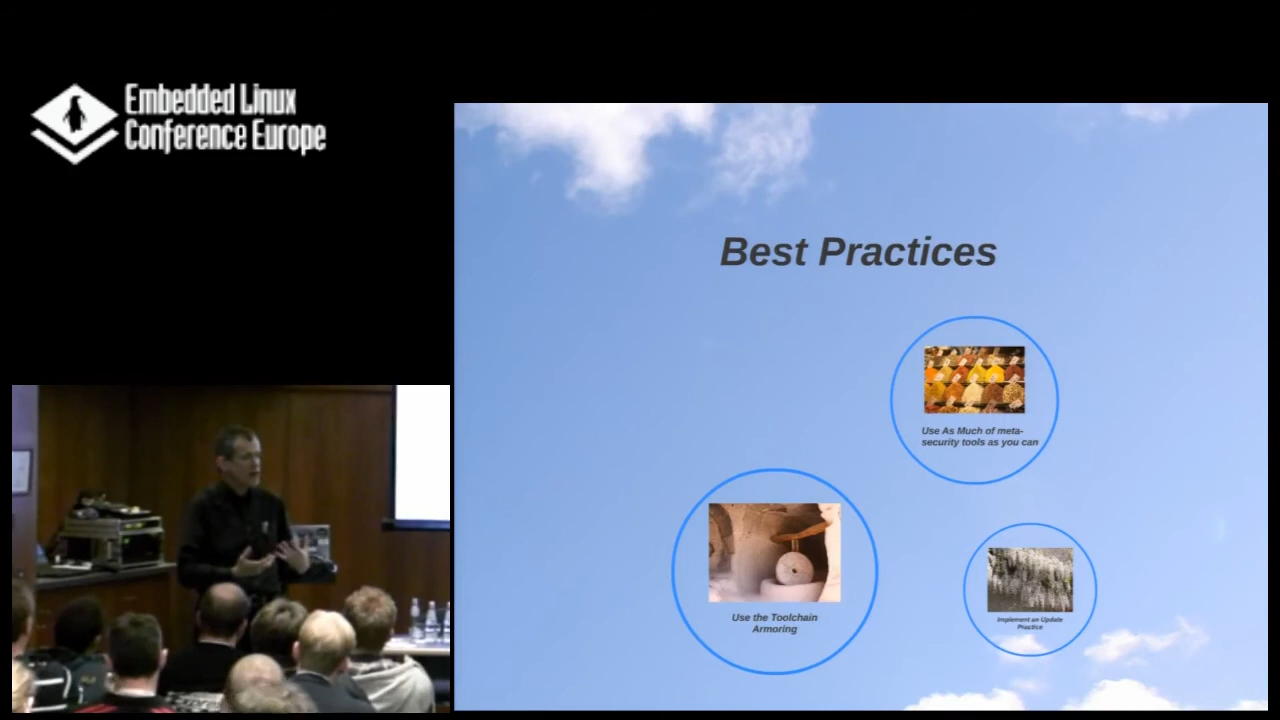 Embedded Linux
Conference Europe
Best Practices
Use As Much of meta-
security tools as you can
Use the Toolchain
Armoring
Implement an Update
Practice